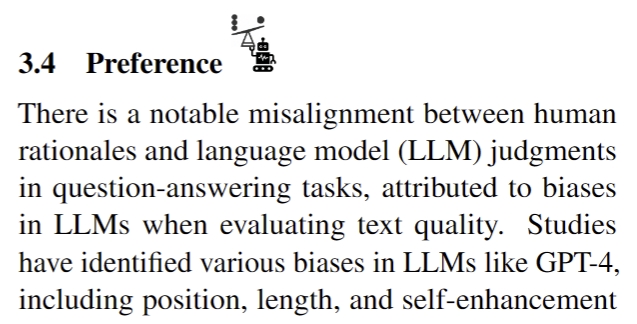 3.4 Preference
There is a notable misalignment between human
rationales and language model (LLM) judgments
in question-answering tasks, attributed to biases
in LLMs when evaluating text quality. Studies
have identified various biases in LLMs like GPT-4,
including position, length, and self-enhancement